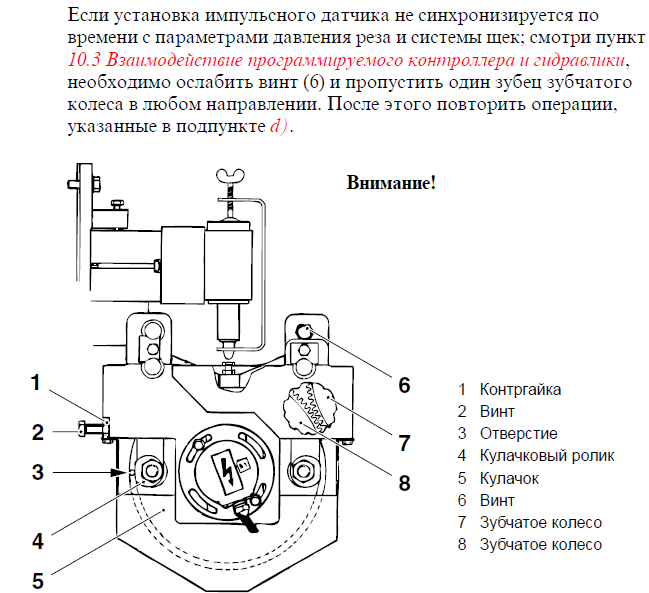 Если установка импульсного датчика не синхронизируется по
времени с параметрами давления реза и системы щек; смотри пункт
10.3 Взаимодействие программируемого контроллера и гидравлики,
необходимо ослабить винт (6) и пропустить один зубец зубчатого
колеса в любом направлении. После этого повторить операции,
указанные в подпункте d).
Внимание!
1
2
3
4
5
6
7
8
1 Контргайка
2 Винт
3 Отверстие
4 Кулачковый ролик
5 Кулачок
6 Винт
7 Зубчатое колесо
8 Зубчатое колесо